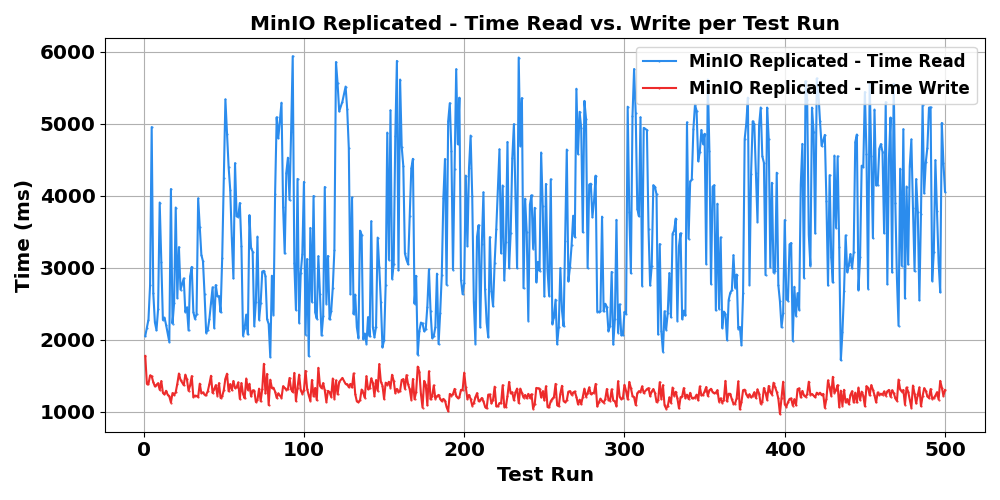 MinIO Replicated - Time Read vs. Write per Test Run
MinIO Replicated - Time Read
MinIO Replicated - Time Write
Time (ms)
6000
5000
4000
3000
2000
1000
0 100 200 300 400 500
Test Run